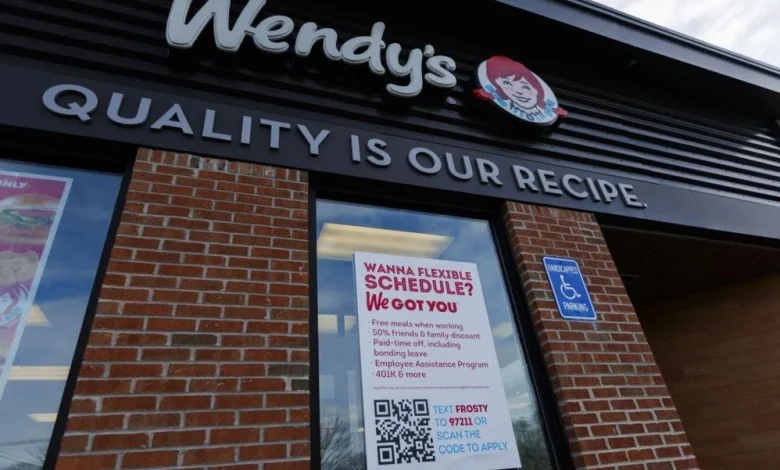 Wendy's
QUALITY IS OUR RECIPE.
ONLY
WANNA FLEXIBLE
SCHEDULE?
We GOT YOU
· Free meals when working
· 50% friends & family discount
· Paid-time off, including
bonding leave
· Employee Assistance Program
· 401K & more
TEXT FROSTY
TO 97211 OR
SCAN THE
CODE TO APPLY
HANDICAPPED
PARKING